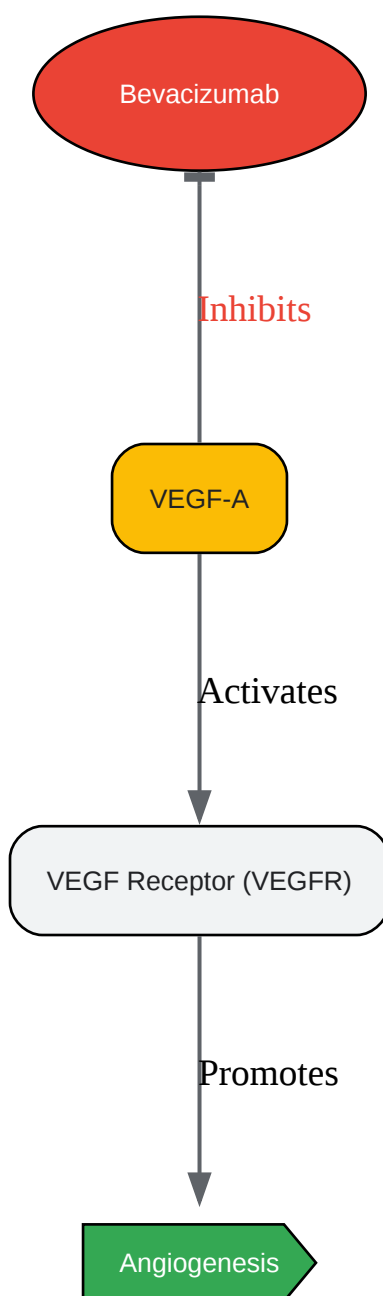 Bevacizumab
Inhibits
VEGF-A
Activates
VEGF Receptor (VEGFR)
Promotes
Angiogenesis